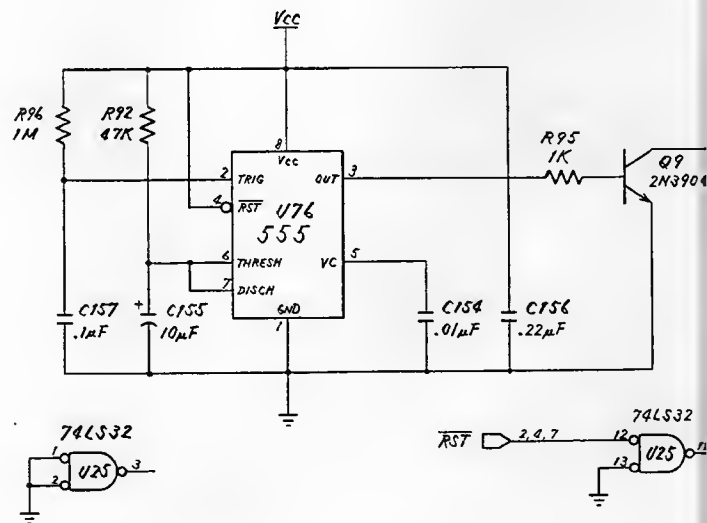 VCC
R96
1M
R92
47K
8
VCC
2
TRIG
OUT
3
4
RST
U76
555
6
THRESH
VC
5
7
DISCH
GND
1
R95
1K
Q9
2N3904
C157
.1µF
+
C155
10µF
C154
.01µF
C156
.22µF
74LS32
1
2
U25
3
RST
2,4,7
74LS32
12
13
U25
11